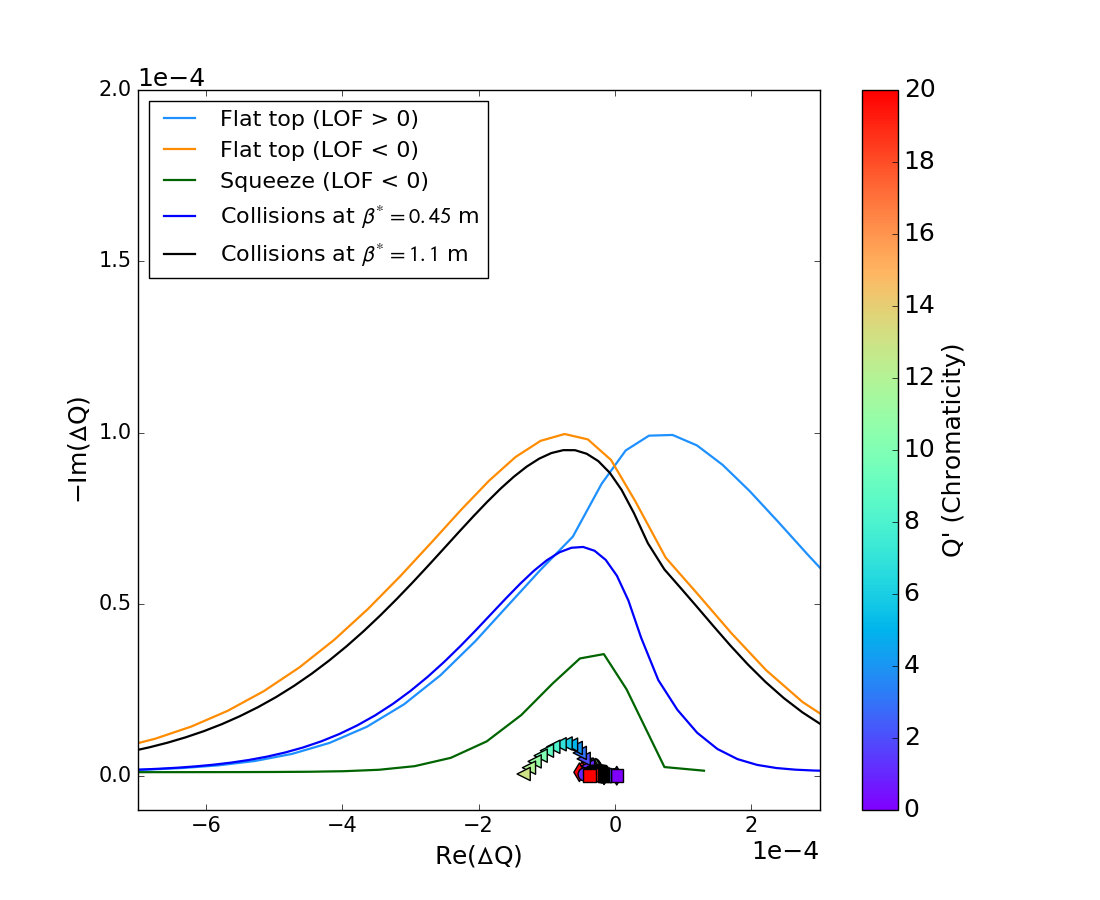 1e−4
2.0
1.5
1.0
0.5
0.0
−Im(ΔQ)
Flat top (LOF > 0)
Flat top (LOF < 0)
Squeeze (LOF < 0)
Collisions at β* = 0.45 m
Collisions at β* = 1.1 m
−6
−4
−2
0
2
1e−4
Re(ΔQ)
20
18
16
14
12
10
8
6
4
2
0
Q' (Chromaticity)